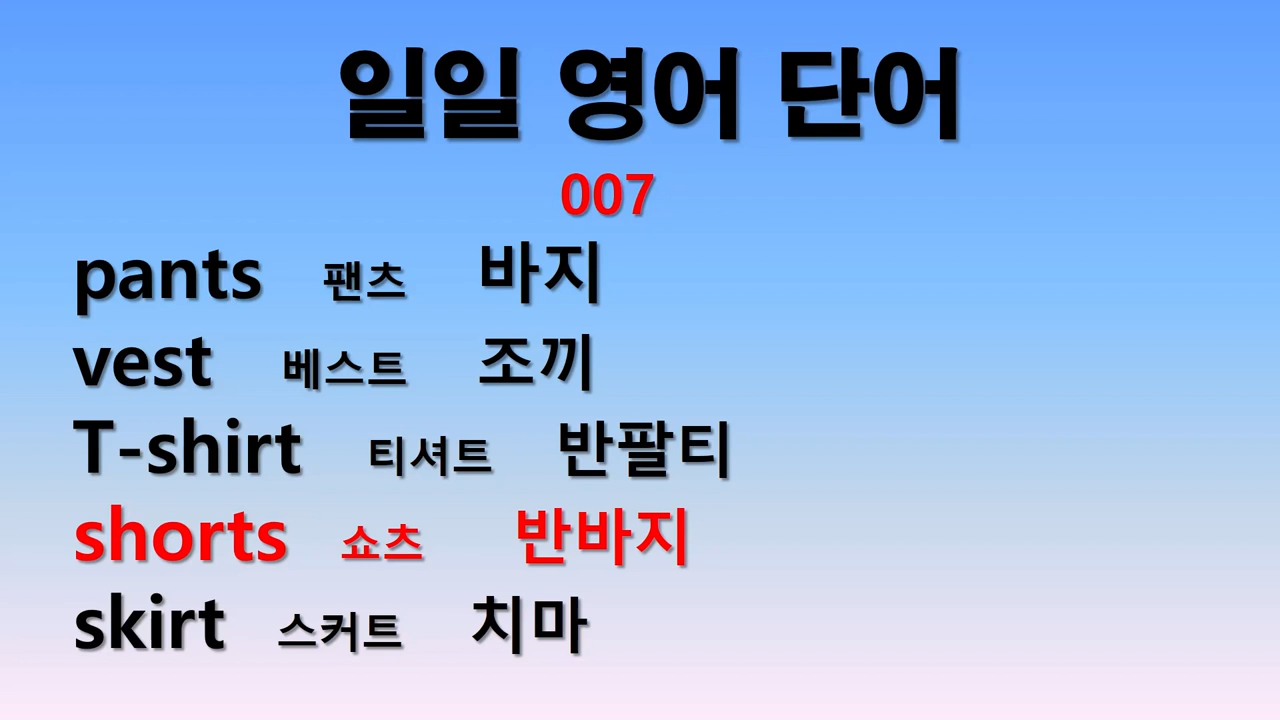 일일 영어 단어
007
pants 팬츠 바지
vest 베스트 조끼
T-shirt 티셔트 반팔티
shorts 쇼츠 반바지
skirt 스커트 치마